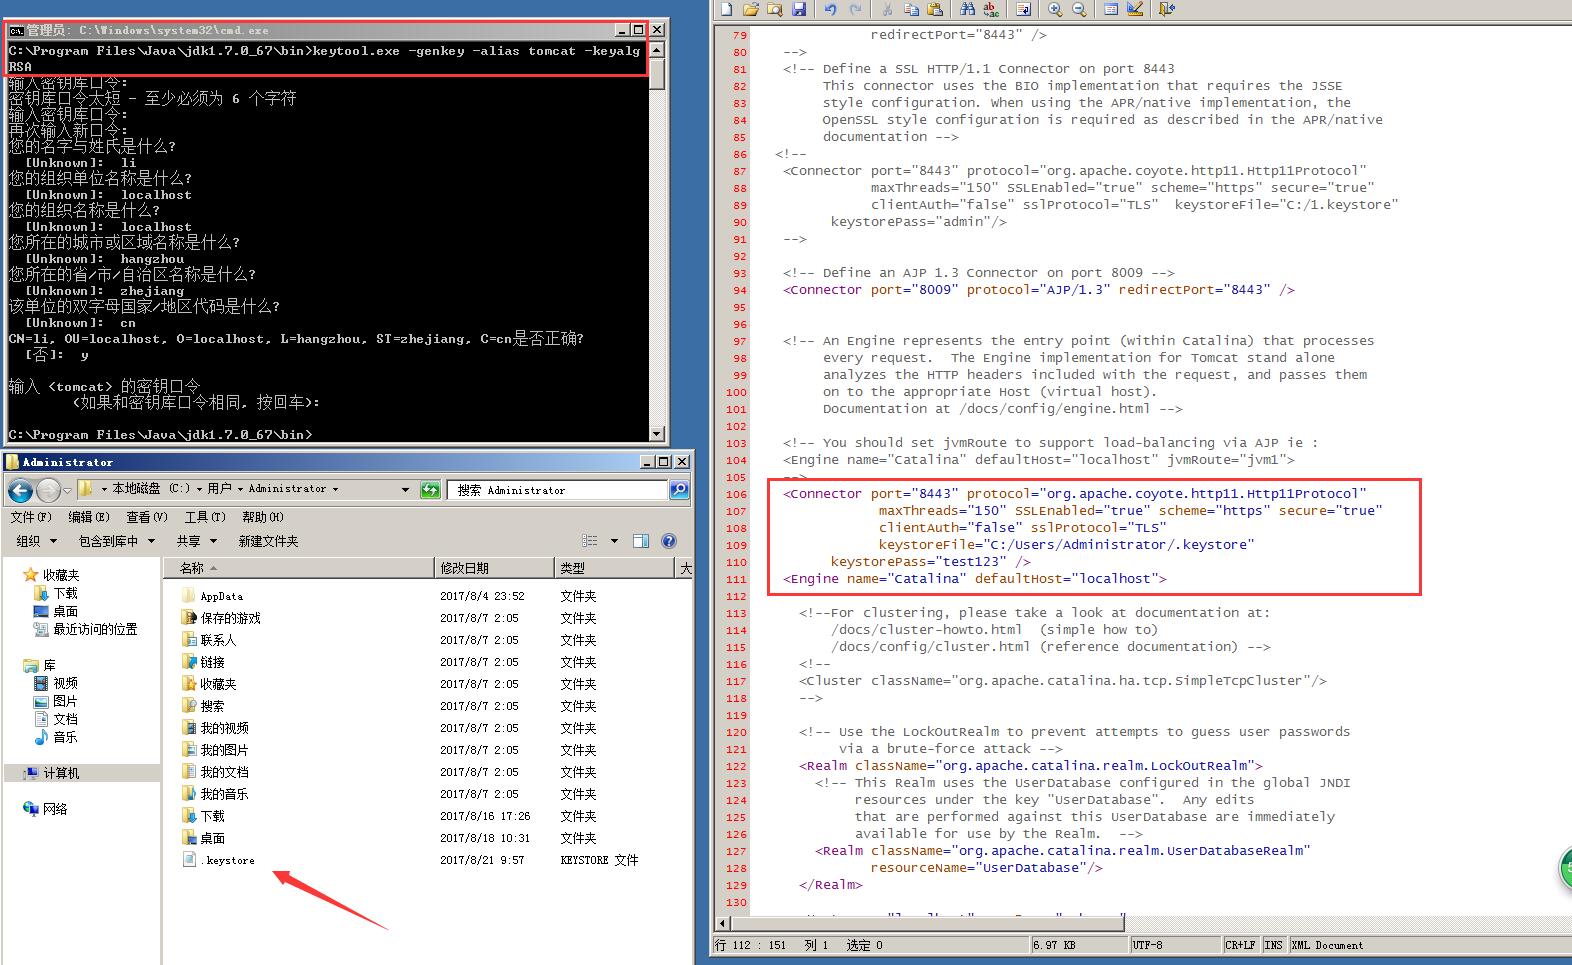 管理员: C:\Windows\system32\cmd.exe
C:\Program Files\Java\jdk1.7.0_67\bin>keytool.exe -genkey -alias tomcat -keyalg
RSA
输入密钥库口令:
密钥库口令太短 - 至少必须为 6 个字符
输入密钥库口令:
再次输入新口令:
您的名字与姓氏是什么?
[Unknown]: li
您的组织单位名称是什么?
[Unknown]: localhost
您的组织名称是什么?
[Unknown]: localhost
您所在的城市或区域名称是什么?
[Unknown]: hangzhou
您所在的省/市/自治区名称是什么?
[Unknown]: zhejiang
该单位的双字母国家/地区代码是什么?
[Unknown]: cn
CN=li, OU=localhost, O=localhost, L=hangzhou, ST=zhejiang, C=cn是否正确?
[否]: y
输入 <tomcat> 的密钥口令
(如果和密钥库口令相同, 按回车):
C:\Program Files\Java\jdk1.7.0_67\bin>
Administrator
本地磁盘 (C:) 用户 Administrator
搜索 Administrator
文件(F) 编辑(E) 查看(V) 工具(T) 帮助(H)
组织 包含到库中 共享 新建文件夹
收藏夹
下载
桌面
最近访问的位置
库
视频
图片
文档
音乐
计算机
网络
名称 修改日期 类型 大
AppData 2017/8/4 23:52 文件夹
保存的游戏 2017/8/7 2:05 文件夹
联系人 2017/8/7 2:05 文件夹
链接 2017/8/7 2:05 文件夹
收藏夹 2017/8/7 2:05 文件夹
搜索 2017/8/7 2:05 文件夹
我的视频 2017/8/7 2:05 文件夹
我的图片 2017/8/7 2:05 文件夹
我的文档 2017/8/7 2:05 文件夹
我的音乐 2017/8/7 2:05 文件夹
下载 2017/8/16 17:26 文件夹
桌面 2017/8/18 10:31 文件夹
.keystore 2017/8/21 9:57 KEYSTORE 文件
79 redirectPort="8443" />
80 -->
81 <!-- Define a SSL HTTP/1.1 Connector on port 8443
82 This connector uses the BIO implementation that requires the JSSE
83 style configuration. When using the APR/native implementation, the
84 OpenSSL style configuration is required as described in the APR/native
85 documentation -->
86 <!--
87 <Connector port="8443" protocol="org.apache.coyote.http11.Http11Protocol"
88 maxThreads="150" SSLEnabled="true" scheme="https" secure="true"
89 clientAuth="false" sslProtocol="TLS" keystoreFile="C:/1.keystore"
90 keystorePass="admin"/>
91 -->
92
93 <!-- Define an AJP 1.3 Connector on port 8009 -->
94 <Connector port="8009" protocol="AJP/1.3" redirectPort="8443" />
95
96
97 <!-- An Engine represents the entry point (within Catalina) that processes
98 every request. The Engine implementation for Tomcat stand alone
99 analyzes the HTTP headers included with the request, and passes them
100 on to the appropriate Host (virtual host).
101 Documentation at /docs/config/engine.html -->
102
103 <!-- You should set jvmRoute to support load-balancing via AJP ie :
104 <Engine name="Catalina" defaultHost="localhost" jvmRoute="jvm1">
105 -->
106 <Connector port="8443" protocol="org.apache.coyote.http11.Http11Protocol"
107 maxThreads="150" SSLEnabled="true" scheme="https" secure="true"
108 clientAuth="false" sslProtocol="TLS"
109 keystoreFile="C:/Users/Administrator/.keystore"
110 keystorePass="test123" />
111 <Engine name="Catalina" defaultHost="localhost">
112
113 <!--For clustering, please take a look at documentation at:
114 /docs/cluster-howto.html (simple how to)
115 /docs/config/cluster.html (reference documentation) -->
116 <!--
117 <Cluster className="org.apache.catalina.ha.tcp.SimpleTcpCluster"/>
118 -->
119
120 <!-- Use the LockOutRealm to prevent attempts to guess user passwords
121 via a brute-force attack -->
122 <Realm className="org.apache.catalina.realm.LockOutRealm">
123 <!-- This Realm uses the UserDatabase configured in the global JNDI
124 resources under the key "UserDatabase". Any edits
125 that are performed against this UserDatabase are immediately
126 available for use by the Realm. -->
127 <Realm className="org.apache.catalina.realm.UserDatabaseRealm"
128 resourceName="UserDatabase"/>
129 </Realm>
130
行 112 : 151 列 1 选定 0 6.97 KB UTF-8 CR+LF INS XML Document